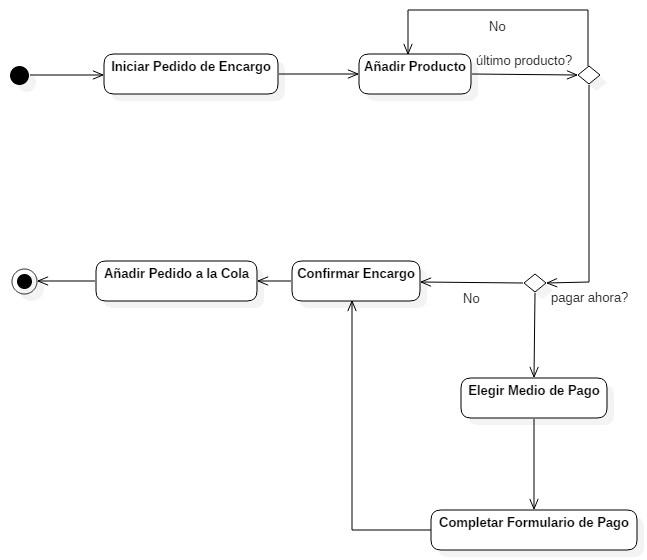 No
Iniciar Pedido de Encargo
Añadir Producto
último producto?
Añadir Pedido a la Cola
Confirmar Encargo
No
pagar ahora?
Elegir Medio de Pago
Completar Formulario de Pago